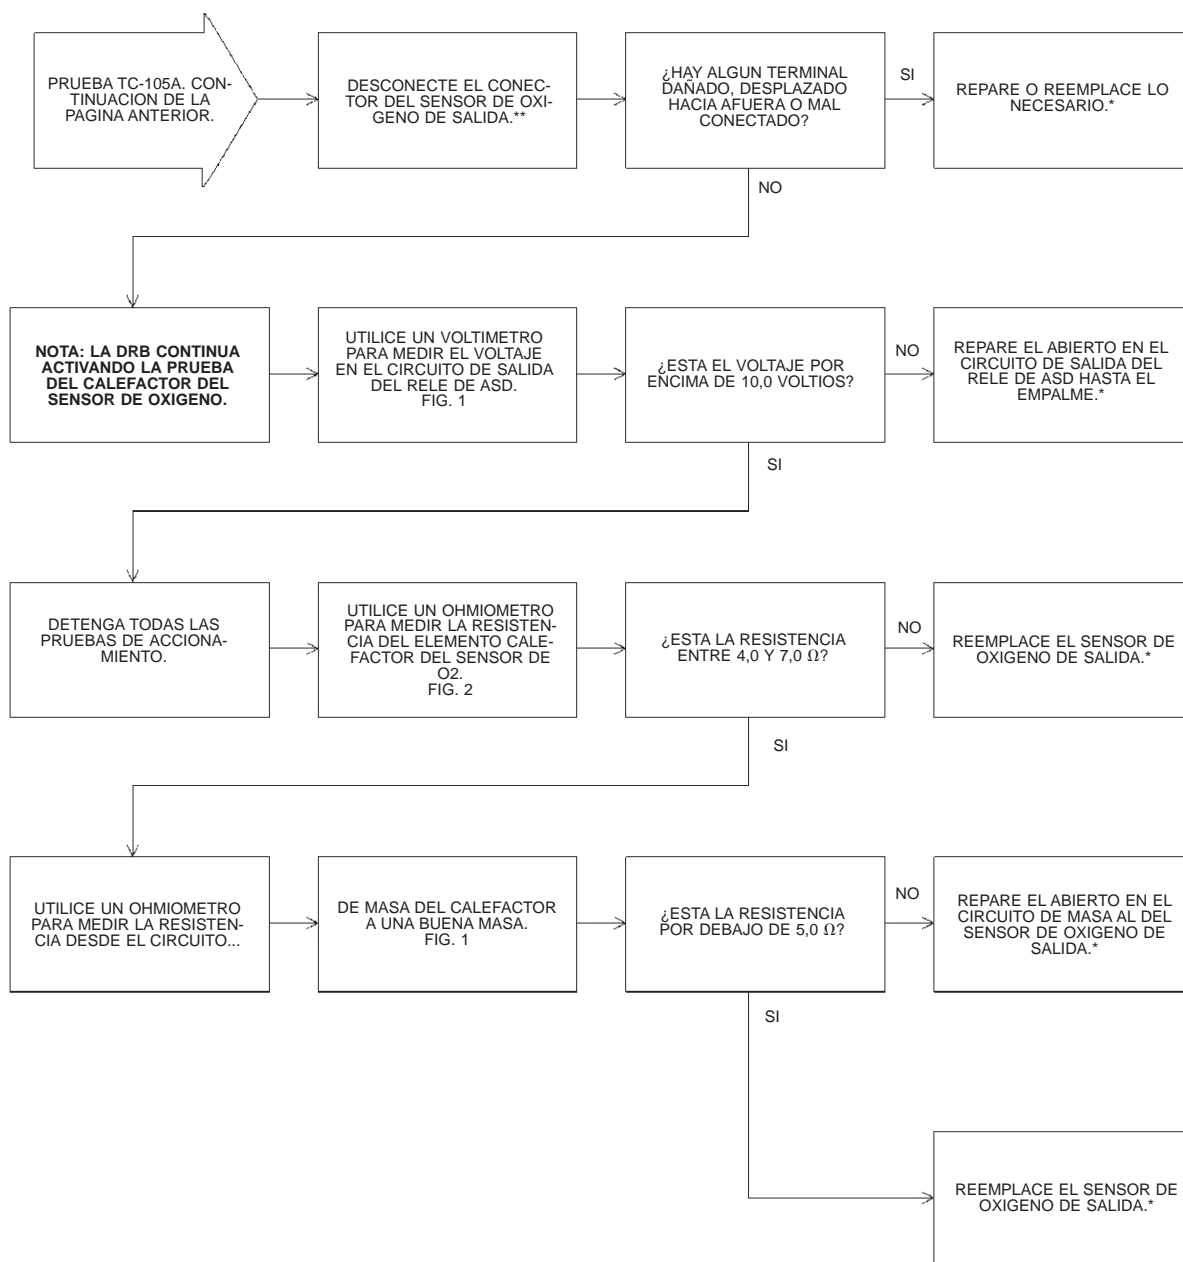 PRUEBA TC-105A. CON-
TINUACION DE LA
PAGINA ANTERIOR.
DESCONECTE EL CONEC-
TOR DEL SENSOR DE OXI-
GENO DE SALIDA.**
¿HAY ALGUN TERMINAL
DAÑADO, DESPLAZADO
HACIA AFUERA O MAL
CONECTADO?
SI
REPARE O REEMPLACE LO
NECESARIO.*
NO
NOTA: LA DRB CONTINUA
ACTIVANDO LA PRUEBA
DEL CALEFACTOR DEL
SENSOR DE OXIGENO.
UTILICE UN VOLTIMETRO
PARA MEDIR EL VOLTAJE
EN EL CIRCUITO DE SALIDA
DEL RELE DE ASD.
FIG. 1
¿ESTA EL VOLTAJE POR
ENCIMA DE 10,0 VOLTIOS?
NO
REPARE EL ABIERTO EN EL
CIRCUITO DE SALIDA DEL
RELE DE ASD HASTA EL
EMPALME.*
SI
DETENGA TODAS LAS
PRUEBAS DE ACCIONA-
MIENTO.
UTILICE UN OHMIOMETRO
PARA MEDIR LA RESISTEN-
CIA DEL ELEMENTO CALE-
FACTOR DEL SENSOR DE
O2.
FIG. 2
¿ESTA LA RESISTENCIA
ENTRE 4,0 Y 7,0 Ω?
NO
REEMPLACE EL SENSOR DE
OXIGENO DE SALIDA.*
SI
UTILICE UN OHMIOMETRO
PARA MEDIR LA RESISTEN-
CIA DESDE EL CIRCUITO...
DE MASA DEL CALEFACTOR
A UNA BUENA MASA.
FIG. 1
¿ESTA LA RESISTENCIA
POR DEBAJO DE 5,0 Ω?
NO
REPARE EL ABIERTO EN EL
CIRCUITO DE MASA AL DEL
SENSOR DE OXIGENO DE
SALIDA.*
SI
REEMPLACE EL SENSOR DE
OXIGENO DE SALIDA.*